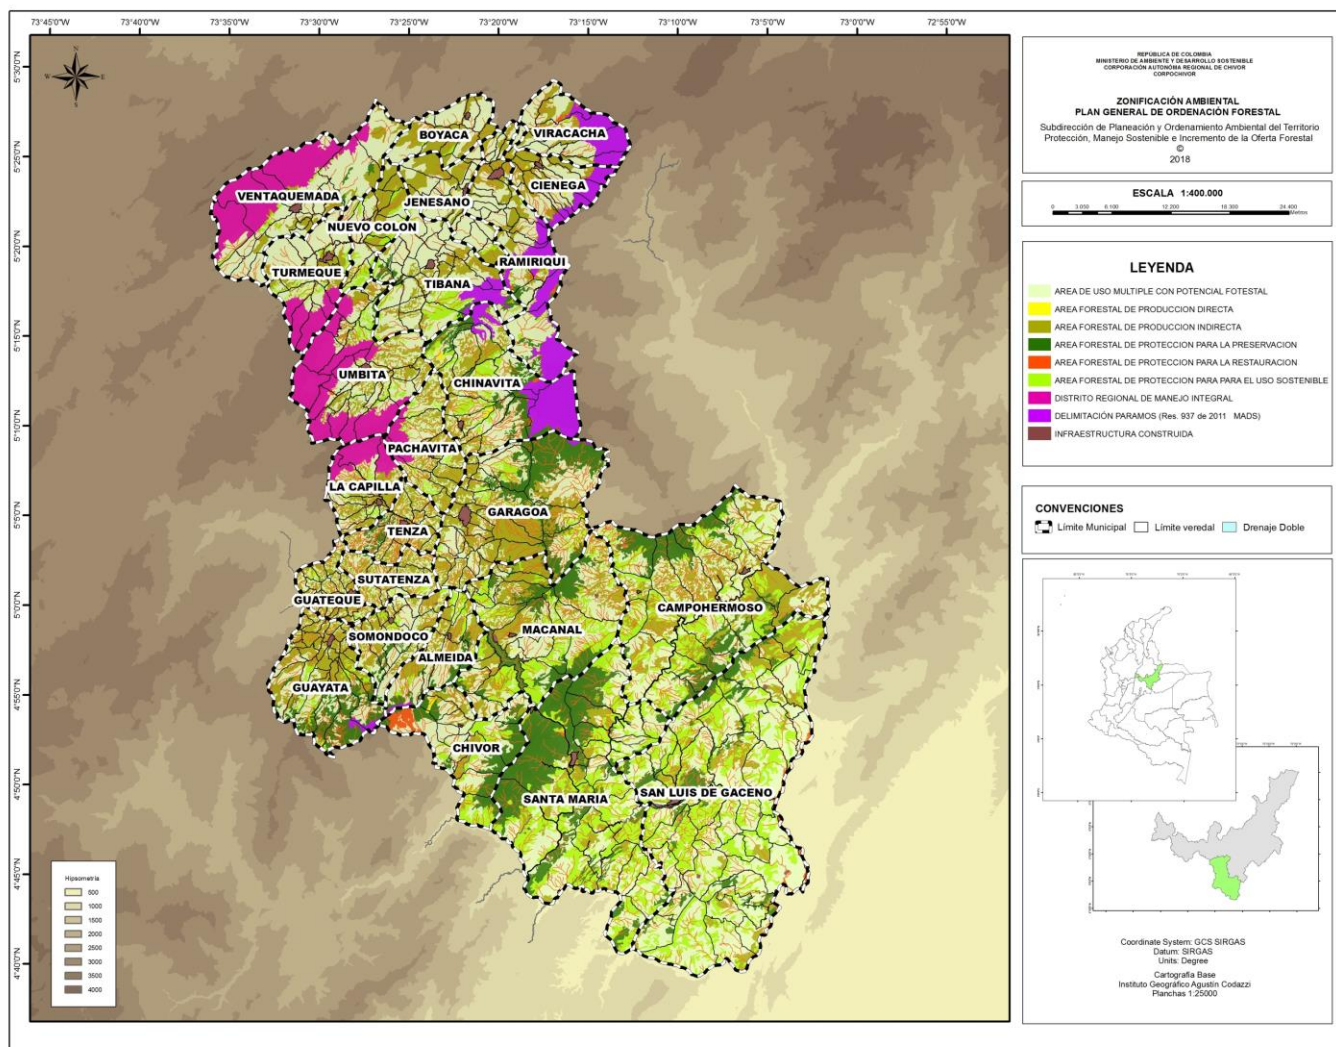 73°45'0"W 73°40'0"W 73°35'0"W 73°30'0"W 73°25'0"W 73°20'0"W 73°15'0"W 73°10'0"W 73°5'0"W 73°0'0"W 72°55'0"W
5°30'0"N
5°25'0"N
5°20'0"N
5°15'0"N
5°10'0"N
5°5'0"N
5°0'0"N
4°55'0"N
4°50'0"N
4°45'0"N
4°40'0"N
N
W E
S
BOYACA
VIRACACHA
VENTAQUEMADA
CIENEGA
JENESANO
NUEVO COLON
RAMIRIQUI
TURMEQUE
TIBANA
UMBITA
CHINAVITA
PACHAVITA
LA CAPILLA
GARAGOA
TENZA
SUTATENZA
GUATEQUE
CAMPOHERMOSO
SOMONDOCO
MACANAL
ALMEIDA
GUAYATA
CHIVOR
SANTA MARIA
SAN LUIS DE GACENO
Hipsometría
500
1000
1500
2000
2500
3000
3500
4000
REPÚBLICA DE COLOMBIA
MINISTERIO DE AMBIENTE Y DESARROLLO SOSTENIBLE
CORPORACIÓN AUTONÓMA REGIONAL DE CHIVOR
CORPOCHIVOR
ZONIFICACIÓN AMBIENTAL
PLAN GENERAL DE ORDENACIÓN FORESTAL
Subdirección de Planeación y Ordenamiento Ambiental del Territorio
Protección, Manejo Sostenible e Incremento de la Oferta Forestal
©
2018
ESCALA 1:400.000
0 3.050 6.100 12.200 18.300 24.400
Metros
LEYENDA
AREA DE USO MULTIPLE CON POTENCIAL FOTESTAL
AREA FORESTAL DE PRODUCCION DIRECTA
AREA FORESTAL DE PRODUCCION INDIRECTA
AREA FORESTAL DE PROTECCION PARA LA PRESERVACION
AREA FORESTAL DE PROTECCION PARA LA RESTAURACION
AREA FORESTAL DE PROTECCION PARA PARA EL USO SOSTENIBLE
DISTRITO REGIONAL DE MANEJO INTEGRAL
DELIMITACIÓN PARAMOS (Res. 937 de 2011 MADS)
INFRAESTRUCTURA CONSTRUIDA
CONVENCIONES
Límite Municipal Límite veredal Drenaje Doble
Coordinate System: GCS SIRGAS
Datum: SIRGAS
Units: Degree
Cartografía Base
Instituto Geográfico Agustín Codazzi
Planchas 1:25000